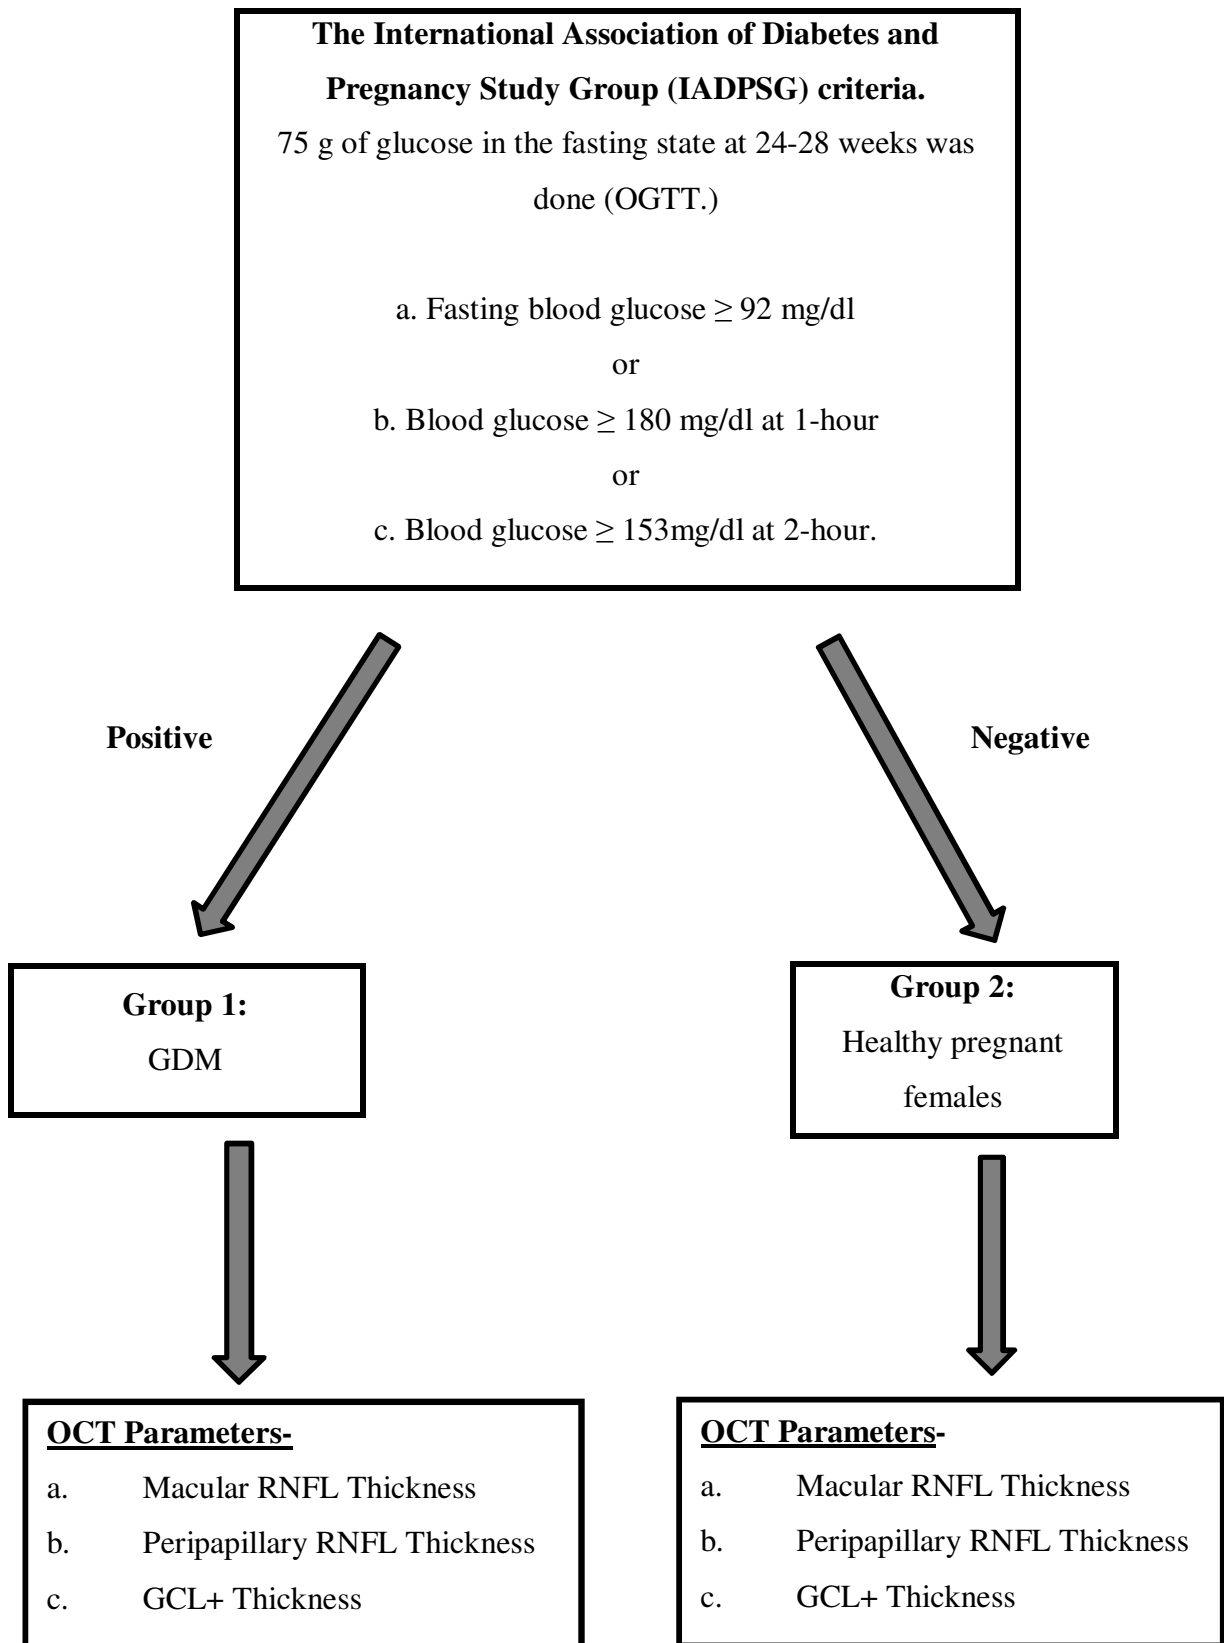 The International Association of Diabetes and
Pregnancy Study Group (IADPSG) criteria.
75 g of glucose in the fasting state at 24-28 weeks was
done (OGTT.)
a. Fasting blood glucose ≥ 92 mg/dl
or
b. Blood glucose ≥ 180 mg/dl at 1-hour
or
c. Blood glucose ≥ 153mg/dl at 2-hour.
Positive
Negative
Group 1:
GDM
Group 2:
Healthy pregnant
females
OCT Parameters-
a. Macular RNFL Thickness
b. Peripapillary RNFL Thickness
c. GCL+ Thickness
OCT Parameters-
a. Macular RNFL Thickness
b. Peripapillary RNFL Thickness
c. GCL+ Thickness